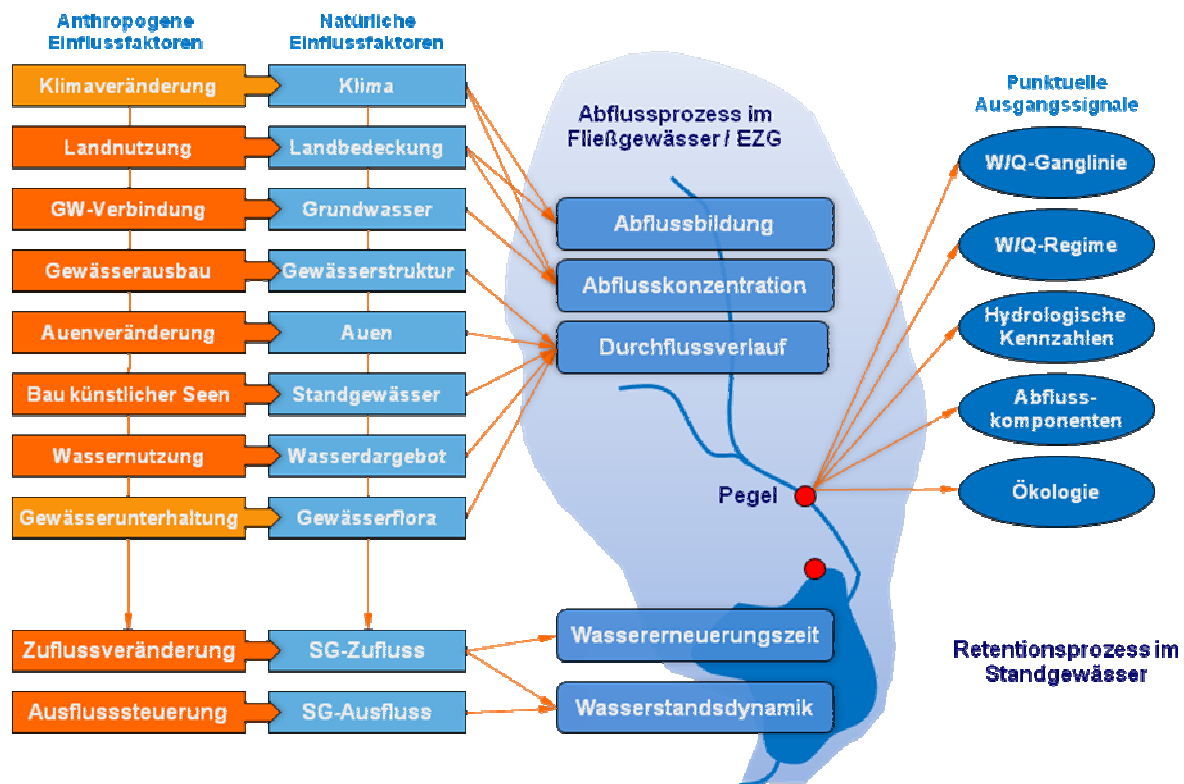 Anthropogene
Einflussfaktoren
Natürliche
Einflussfaktoren
Klimaveränderung
Klima
Landnutzung
Landbedeckung
GW-Verbindung
Grundwasser
Gewässerausbau
Gewässerstruktur
Auenveränderung
Auen
Bau künstlicher Seen
Standgewässer
Wassernutzung
Wasserdargebot
Gewässerunterhaltung
Gewässerflora
Zuflussveränderung
SG-Zufluss
Ausflusssteuerung
SG-Ausfluss
Abflussprozess im
Fließgewässer / EZG
Abflussbildung
Abflusskonzentration
Durchflussverlauf
Pegel
Wassererneuerungszeit
Wasserstandsdynamik
Punktuelle
Ausgangssignale
W/Q-Ganglinie
W/Q-Regime
Hydrologische
Kennzahlen
Abfluss-
komponenten
Ökologie
Retentionsprozess im
Standgewässer